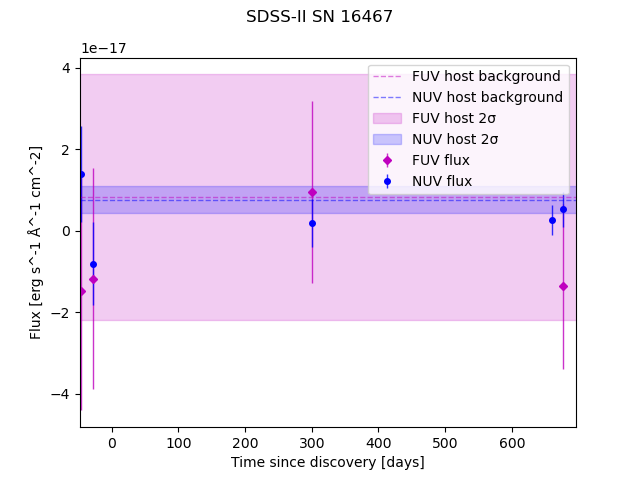 SDSS-II SN 16467
1e−17
FUV host background
NUV host background
FUV host 2σ
NUV host 2σ
FUV flux
NUV flux
Flux [erg s^-1 Å^-1 cm^-2]
4
2
0
−2
−4
0 100 200 300 400 500 600
Time since discovery [days]